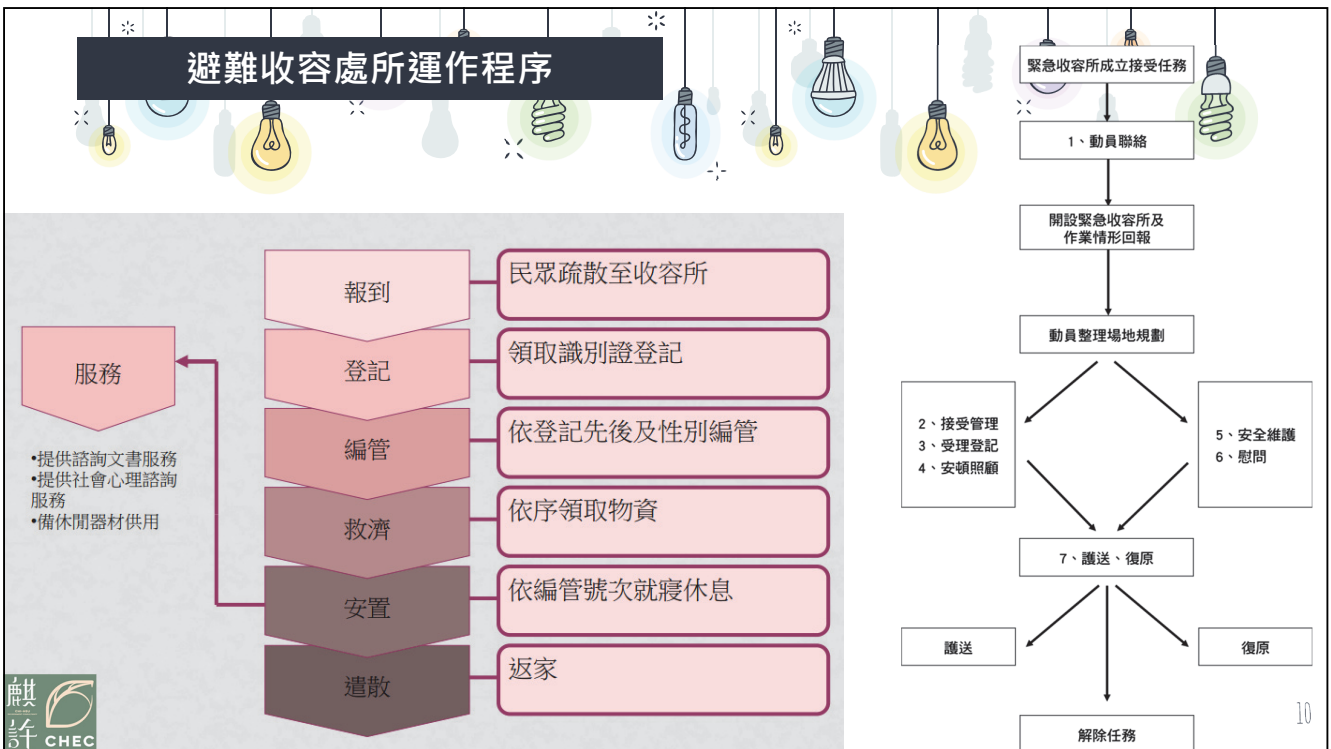 避難收容處所運作程序
報到
民眾疏散至收容所
登記
領取識別證登記
編管
依登記先後及性別編管
救濟
依序領取物資
安置
依編管號次就寢休息
遣散
返家
服務
•提供諮詢文書服務
•提供社會心理諮詢
服務
•備休閒器材供用
緊急收容所成立接受任務
1、動員聯絡
開設緊急收容所及
作業情形回報
動員整理場地規劃
2、接受管理
3、受理登記
4、安頓照顧
5、安全維護
6、慰問
7、護送、復原
護送
復原
解除任務
麒
許
CHEC
10